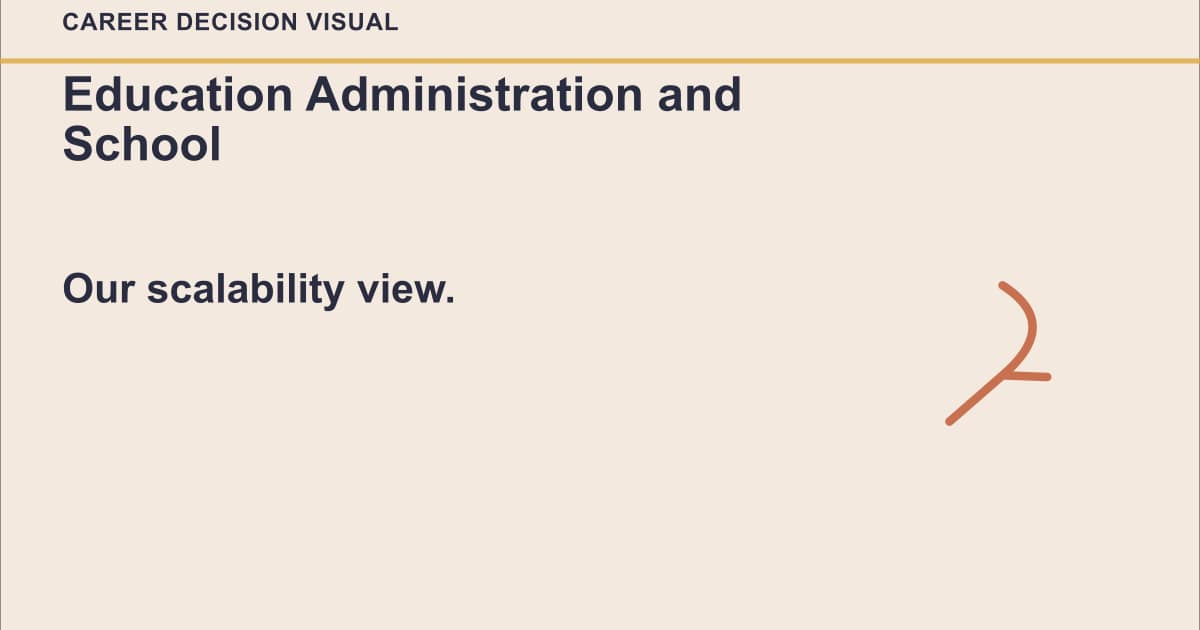 CAREER DECISION VISUAL
Education Administration and
School
Our scalability view.